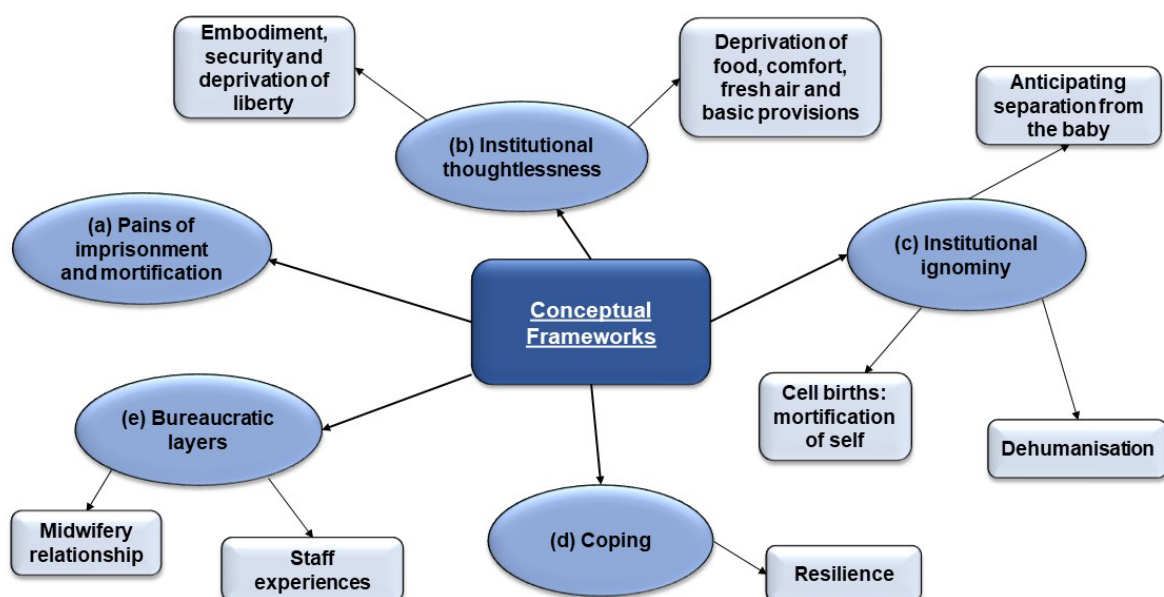 Embodiment,
security and
deprivation of
liberty
Deprivation of
food, comfort,
fresh air and
basic provisions
Anticipating
separation from
the baby
(b) Institutional
thoughtlessness
(a) Pains of
imprisonment
and mortification
(c) Institutional
ignominy
Conceptual
Frameworks
Cell births:
mortification
of self
Dehumanisation
(e) Bureaucratic
layers
Midwifery
relationship
Staff
experiences
(d) Coping
Resilience